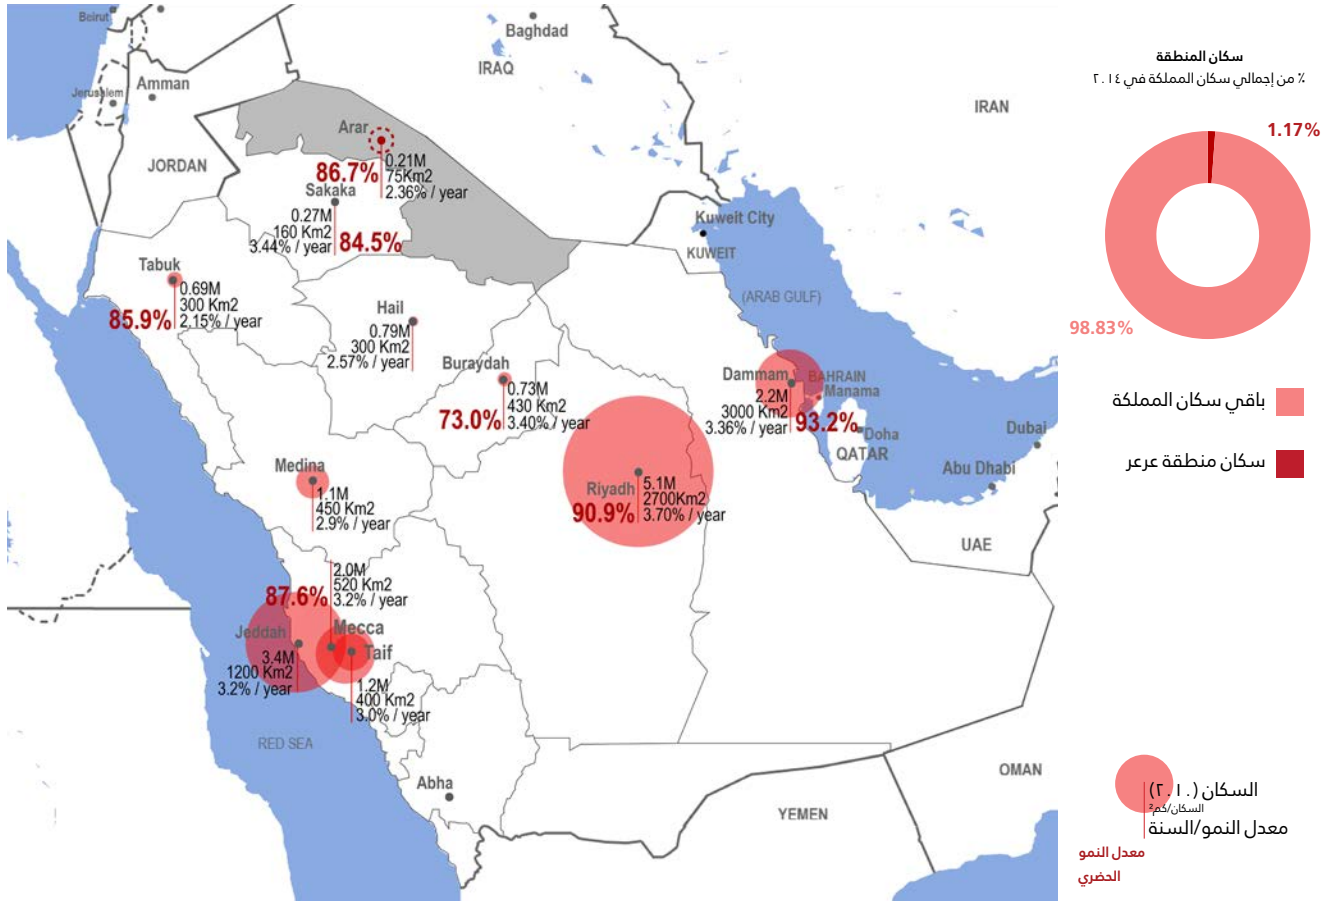 Beirut
Baghdad
IRAQ
Amman
Jerusalem
IRAN
Arar
JORDAN
86.7%
0.21M
75Km2
2.36% / year
Sakaka
0.27M
160 Km2
3.44% / year
84.5%
Kuweit City
KUWEIT
Tabuk
0.69M
300 Km2
2.15% / year
85.9%
(ARAB GULF)
Hail
0.79M
300 Km2
2.57% / year
Buraydah
0.73M
430 Km2
3.40% / year
73.0%
Dammam
2.2M
3000 Km2
3.36% / year
93.2%
BAHRAIN
Manama
Doha
QATAR
Dubai
Abu Dhabi
UAE
Medina
1.1M
450 Km2
2.9% / year
Riyadh
5.1M
2700Km2
3.70% / year
90.9%
2.0M
520 Km2
3.2% / year
87.6%
Mecca
Jeddah
3.4M
1200 Km2
3.2% / year
Taif
1.2M
400 Km2
3.0% / year
RED SEA
Abha
YEMEN
OMAN
سكان المنطقة
٪ من إجمالي سكان المملكة في ٢٠١٤
1.17%
98.83%
باقي سكان المملكة
سكان منطقة عرعر
السكان (٢٠١٠)
السكان/كم²
معدل النمو/السنة
معدل النمو
الحضري